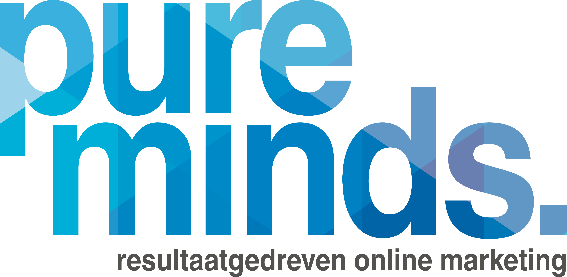 pure
minds.
resultaatgedreven online marketing